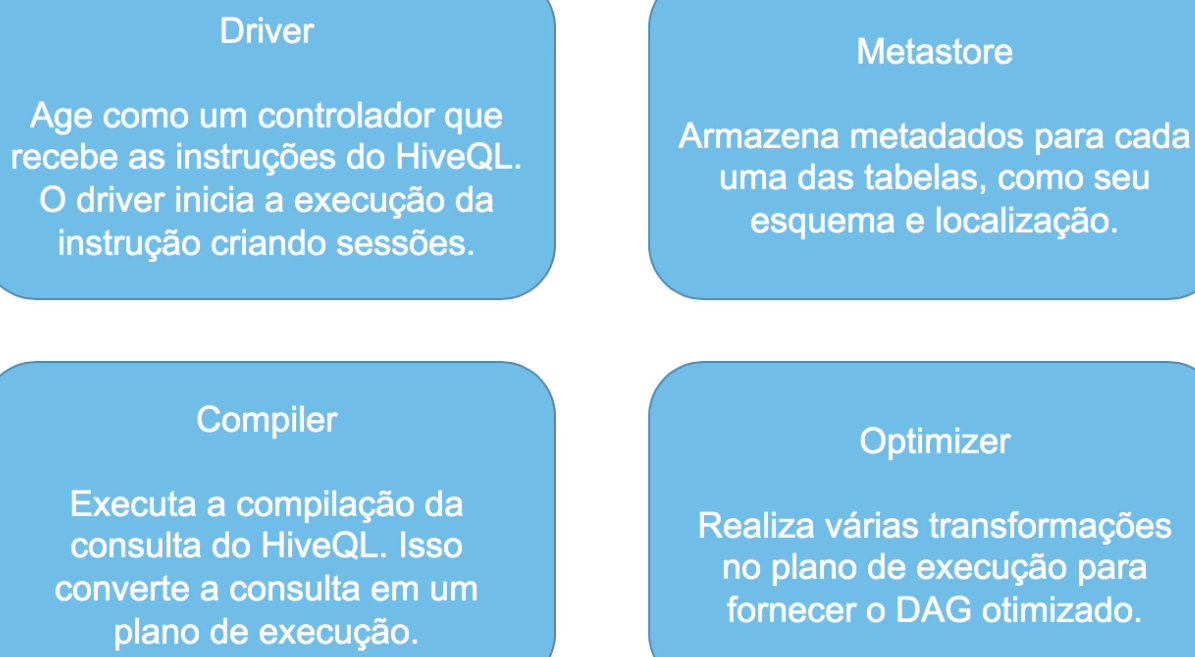 Driver
Age como um controlador que
recebe as instruções do HiveQL.
O driver inicia a execução da
instrução criando sessões.
Metastore
Armazena metadados para cada
uma das tabelas, como seu
esquema e localização.
Compiler
Executa a compilação da
consulta do HiveQL. Isso
converte a consulta em um
plano de execução.
Optimizer
Realiza várias transformações
no plano de execução para
fornecer o DAG otimizado.